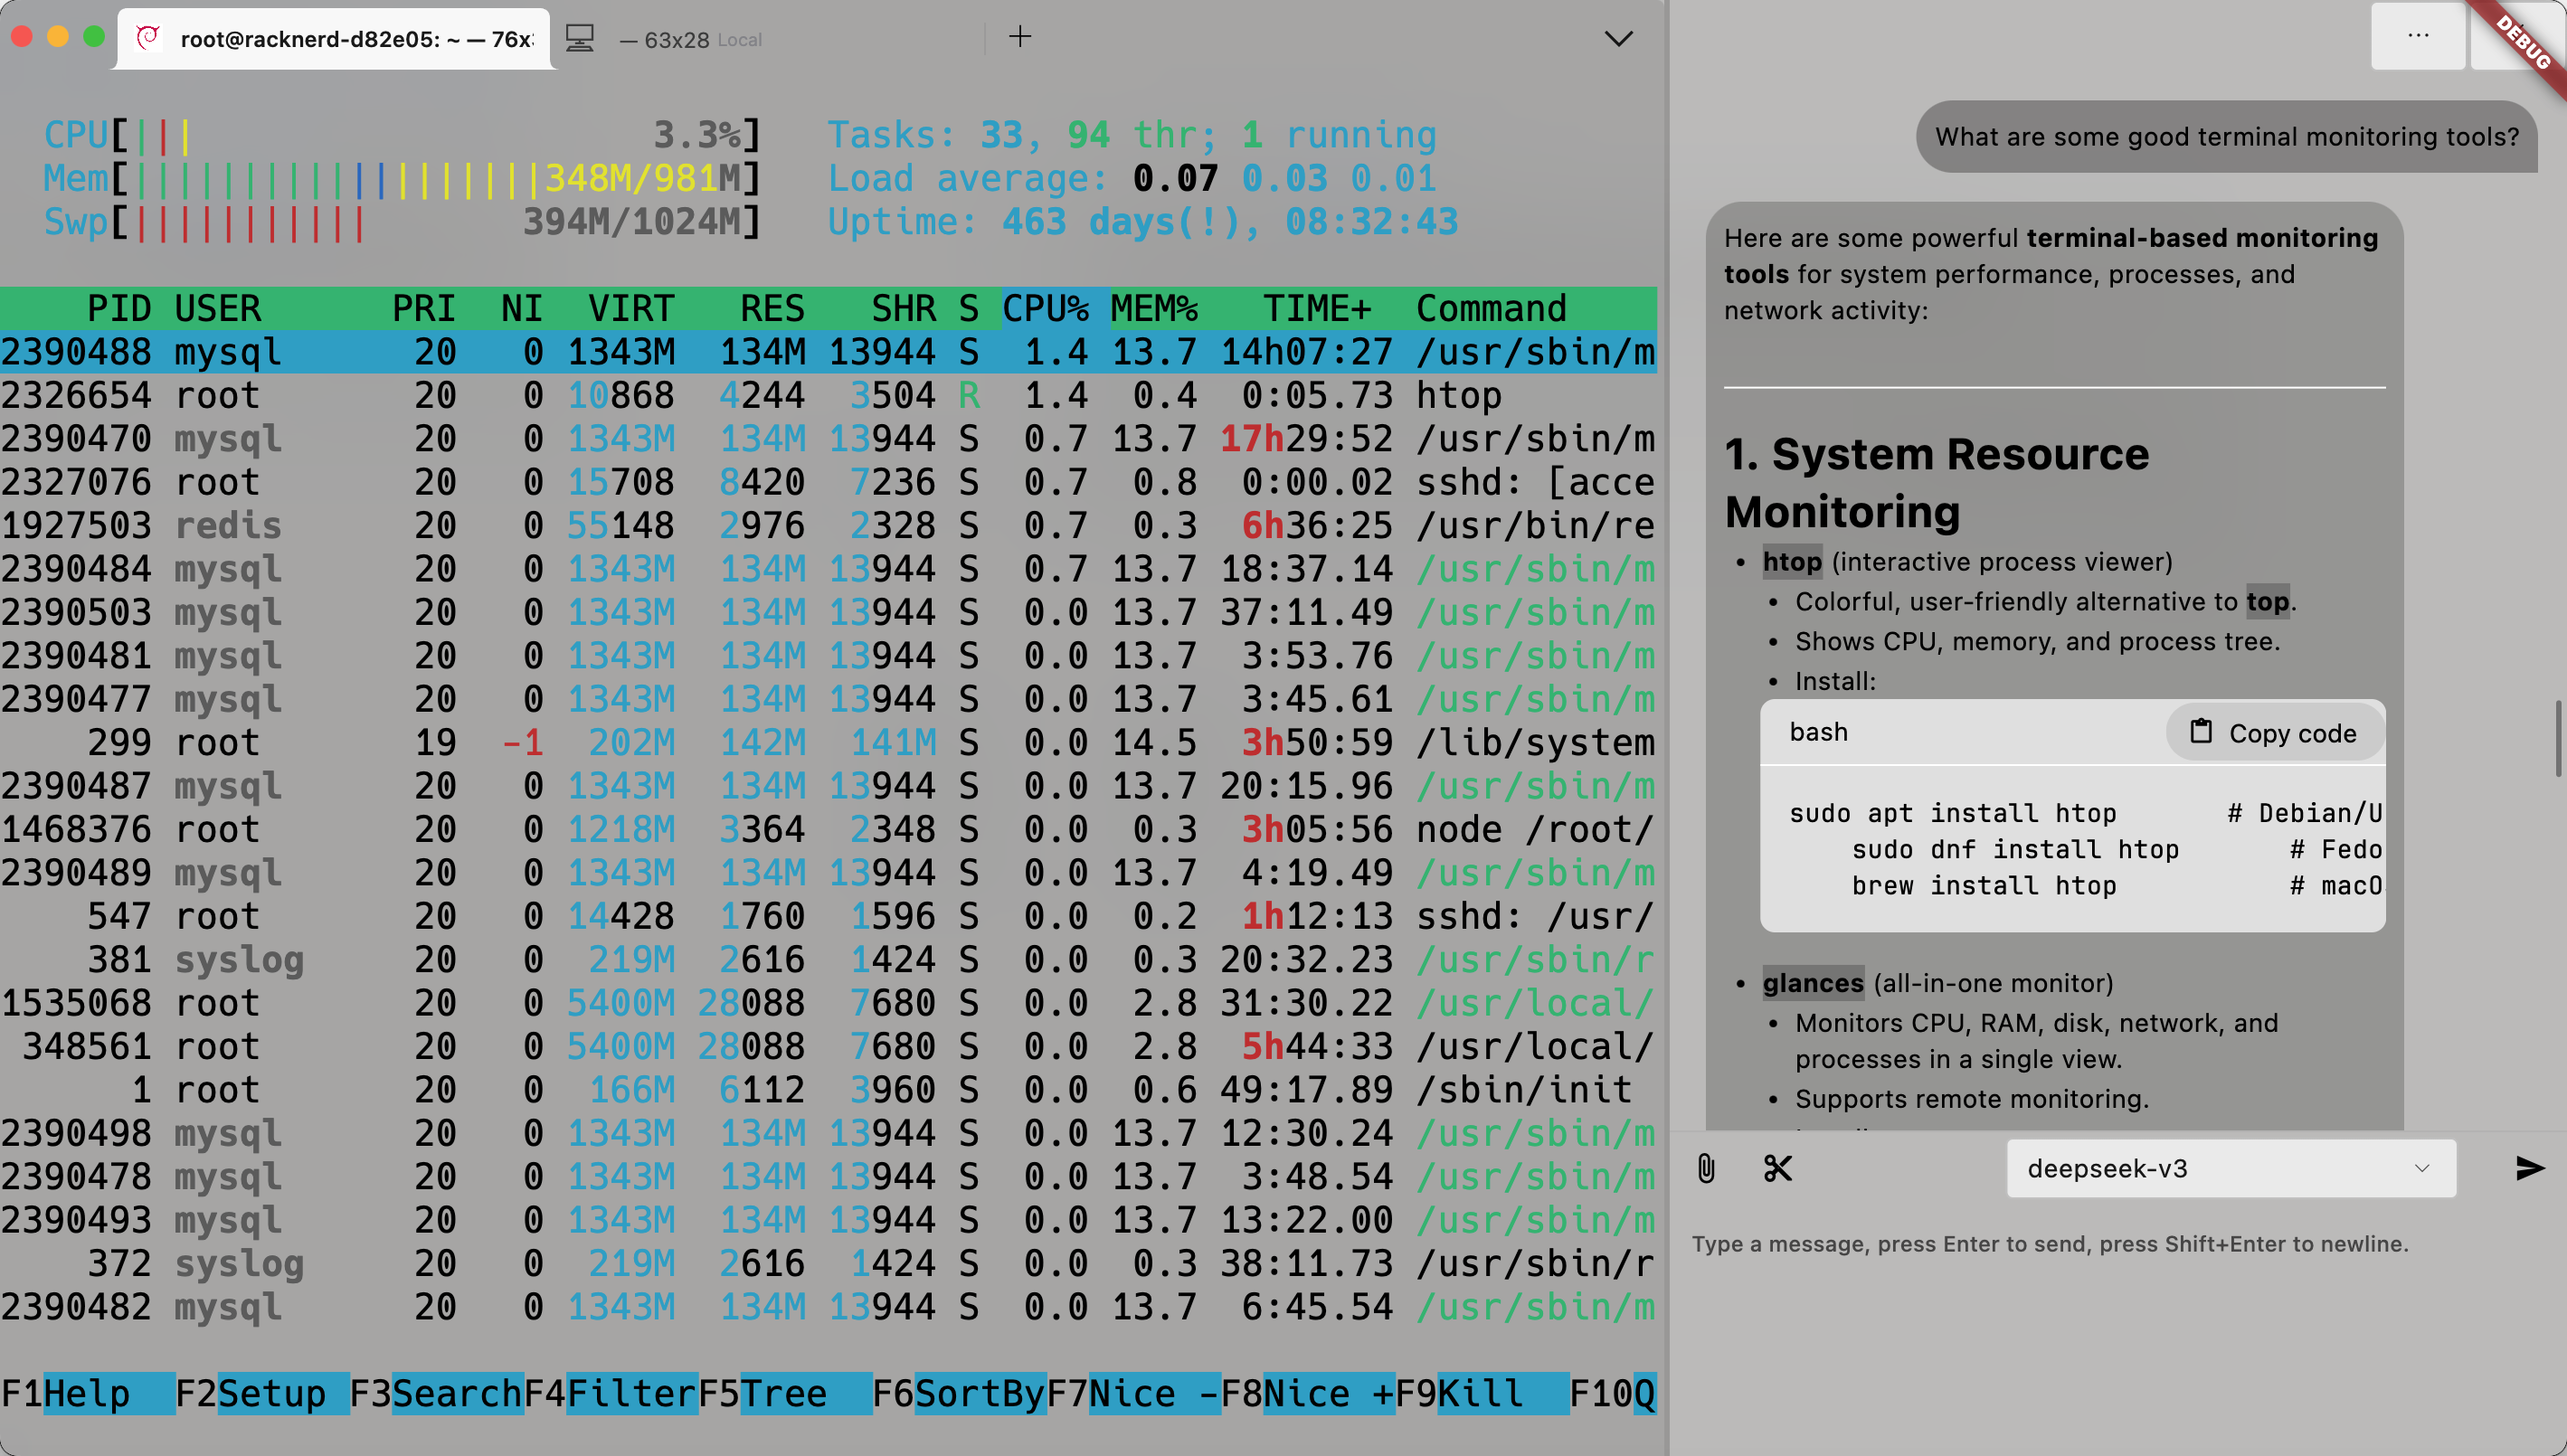 root@racknerd-d82e05: ~ — 76x
— 63x28 Local
...
DEBUG
CPU[||| 3.3%] Tasks: 33, 94 thr; 1 running
Mem[|||||||||||||||||||348M/981M] Load average: 0.07 0.03 0.01
Swp[||||||||||| 394M/1024M] Uptime: 463 days(!), 08:32:43
PID USER PRI NI VIRT RES SHR S CPU% MEM% TIME+ Command
2390488 mysql 20 0 1343M 134M 13944 S 1.4 13.7 14h07:27 /usr/sbin/m
2326654 root 20 0 10868 4244 3504 R 1.4 0.4 0:05.73 htop
2390470 mysql 20 0 1343M 134M 13944 S 0.7 13.7 17h29:52 /usr/sbin/m
2327076 root 20 0 15708 8420 7236 S 0.7 0.8 0:00.02 sshd: [acce
1927503 redis 20 0 55148 2976 2328 S 0.7 0.3 6h36:25 /usr/bin/re
2390484 mysql 20 0 1343M 134M 13944 S 0.7 13.7 18:37.14 /usr/sbin/m
2390503 mysql 20 0 1343M 134M 13944 S 0.0 13.7 37:11.49 /usr/sbin/m
2390481 mysql 20 0 1343M 134M 13944 S 0.0 13.7 3:53.76 /usr/sbin/m
2390477 mysql 20 0 1343M 134M 13944 S 0.0 13.7 3:45.61 /usr/sbin/m
299 root 19 -1 202M 142M 141M S 0.0 14.5 3h50:59 /lib/system
2390487 mysql 20 0 1343M 134M 13944 S 0.0 13.7 20:15.96 /usr/sbin/m
1468376 root 20 0 1218M 3364 2348 S 0.0 0.3 3h05:56 node /root/
2390489 mysql 20 0 1343M 134M 13944 S 0.0 13.7 4:19.49 /usr/sbin/m
547 root 20 0 14428 1760 1596 S 0.0 0.2 1h12:13 sshd: /usr/
381 syslog 20 0 219M 2616 1424 S 0.0 0.3 20:32.23 /usr/sbin/r
1535068 root 20 0 5400M 28088 7680 S 0.0 2.8 31:30.22 /usr/local/
348561 root 20 0 5400M 28088 7680 S 0.0 2.8 5h44:33 /usr/local/
1 root 20 0 166M 6112 3960 S 0.0 0.6 49:17.89 /sbin/init
2390498 mysql 20 0 1343M 134M 13944 S 0.0 13.7 12:30.24 /usr/sbin/m
2390478 mysql 20 0 1343M 134M 13944 S 0.0 13.7 3:48.54 /usr/sbin/m
2390493 mysql 20 0 1343M 134M 13944 S 0.0 13.7 13:22.00 /usr/sbin/m
372 syslog 20 0 219M 2616 1424 S 0.0 0.3 38:11.73 /usr/sbin/r
2390482 mysql 20 0 1343M 134M 13944 S 0.0 13.7 6:45.54 /usr/sbin/m
F1Help F2Setup F3SearchF4FilterF5Tree F6SortByF7Nice -F8Nice +F9Kill F10Q
What are some good terminal monitoring tools?
Here are some powerful terminal-based monitoring
tools for system performance, processes, and
network activity:
1. System Resource
Monitoring
• htop (interactive process viewer)
• Colorful, user-friendly alternative to top.
• Shows CPU, memory, and process tree.
• Install:
bash
Copy code
sudo apt install htop # Debian/U
sudo dnf install htop # Fedo
brew install htop # macO
• glances (all-in-one monitor)
• Monitors CPU, RAM, disk, network, and
processes in a single view.
• Supports remote monitoring.
deepseek-v3
Type a message, press Enter to send, press Shift+Enter to newline.